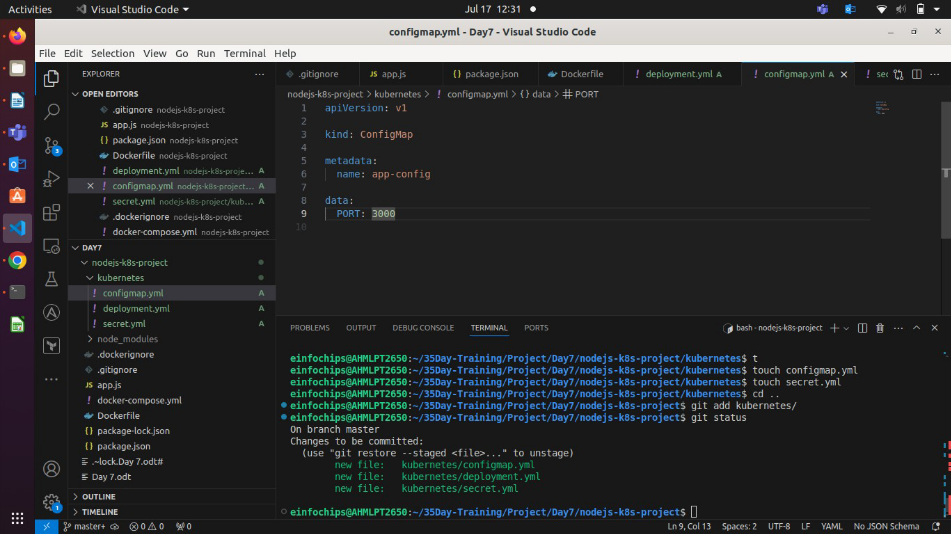 Activities
Visual Studio Code
Jul 17 12:31
configmap.yml - Day7 - Visual Studio Code
File Edit Selection View Go Run Terminal Help
EXPLORER
OPEN EDITORS
.gitignore nodejs-k8s-project
app.js nodejs-k8s-project
package.json nodejs-k8s-project
Dockerfile nodejs-k8s-project
deployment.yml nodejs-k8s-proje... A
configmap.yml nodejs-k8s-project... A
secret.yml nodejs-k8s-project/kub... A
.dockerignore nodejs-k8s-project
docker-compose.yml nodejs-k8s-project
DAY7
nodejs-k8s-project
kubernetes
configmap.yml A
deployment.yml A
secret.yml A
node_modules
.dockerignore
.gitignore
app.js
docker-compose.yml
Dockerfile
package-lock.json
package.json
.~lock.Day 7.odt#
Day 7.odt
OUTLINE
TIMELINE
.gitignore
app.js
package.json
Dockerfile
deployment.yml A
configmap.yml A
sec
nodejs-k8s-project > kubernetes > configmap.yml > {} data > PORT
1 apiVersion: v1
2
3 kind: ConfigMap
4
5 metadata:
6 name: app-config
7
8 data:
9 PORT: 3000
10
PROBLEMS OUTPUT DEBUG CONSOLE TERMINAL PORTS
bash - nodejs-k8s-project
einfochips@AHMLPT2650:~/35Day-Training/Project/Day7/nodejs-k8s-project/kubernetes$ t
einfochips@AHMLPT2650:~/35Day-Training/Project/Day7/nodejs-k8s-project/kubernetes$ touch configmap.yml
einfochips@AHMLPT2650:~/35Day-Training/Project/Day7/nodejs-k8s-project/kubernetes$ touch secret.yml
einfochips@AHMLPT2650:~/35Day-Training/Project/Day7/nodejs-k8s-project/kubernetes$ cd ..
einfochips@AHMLPT2650:~/35Day-Training/Project/Day7/nodejs-k8s-project$ git add kubernetes/
einfochips@AHMLPT2650:~/35Day-Training/Project/Day7/nodejs-k8s-project$ git status
On branch master
Changes to be committed:
(use "git restore --staged <file>..." to unstage)
new file: kubernetes/configmap.yml
new file: kubernetes/deployment.yml
new file: kubernetes/secret.yml
einfochips@AHMLPT2650:~/35Day-Training/Project/Day7/nodejs-k8s-project$
3
1
master+
0 0
0
Ln 9, Col 13
Spaces: 2
UTF-8
LF
YAML
No JSON Schema